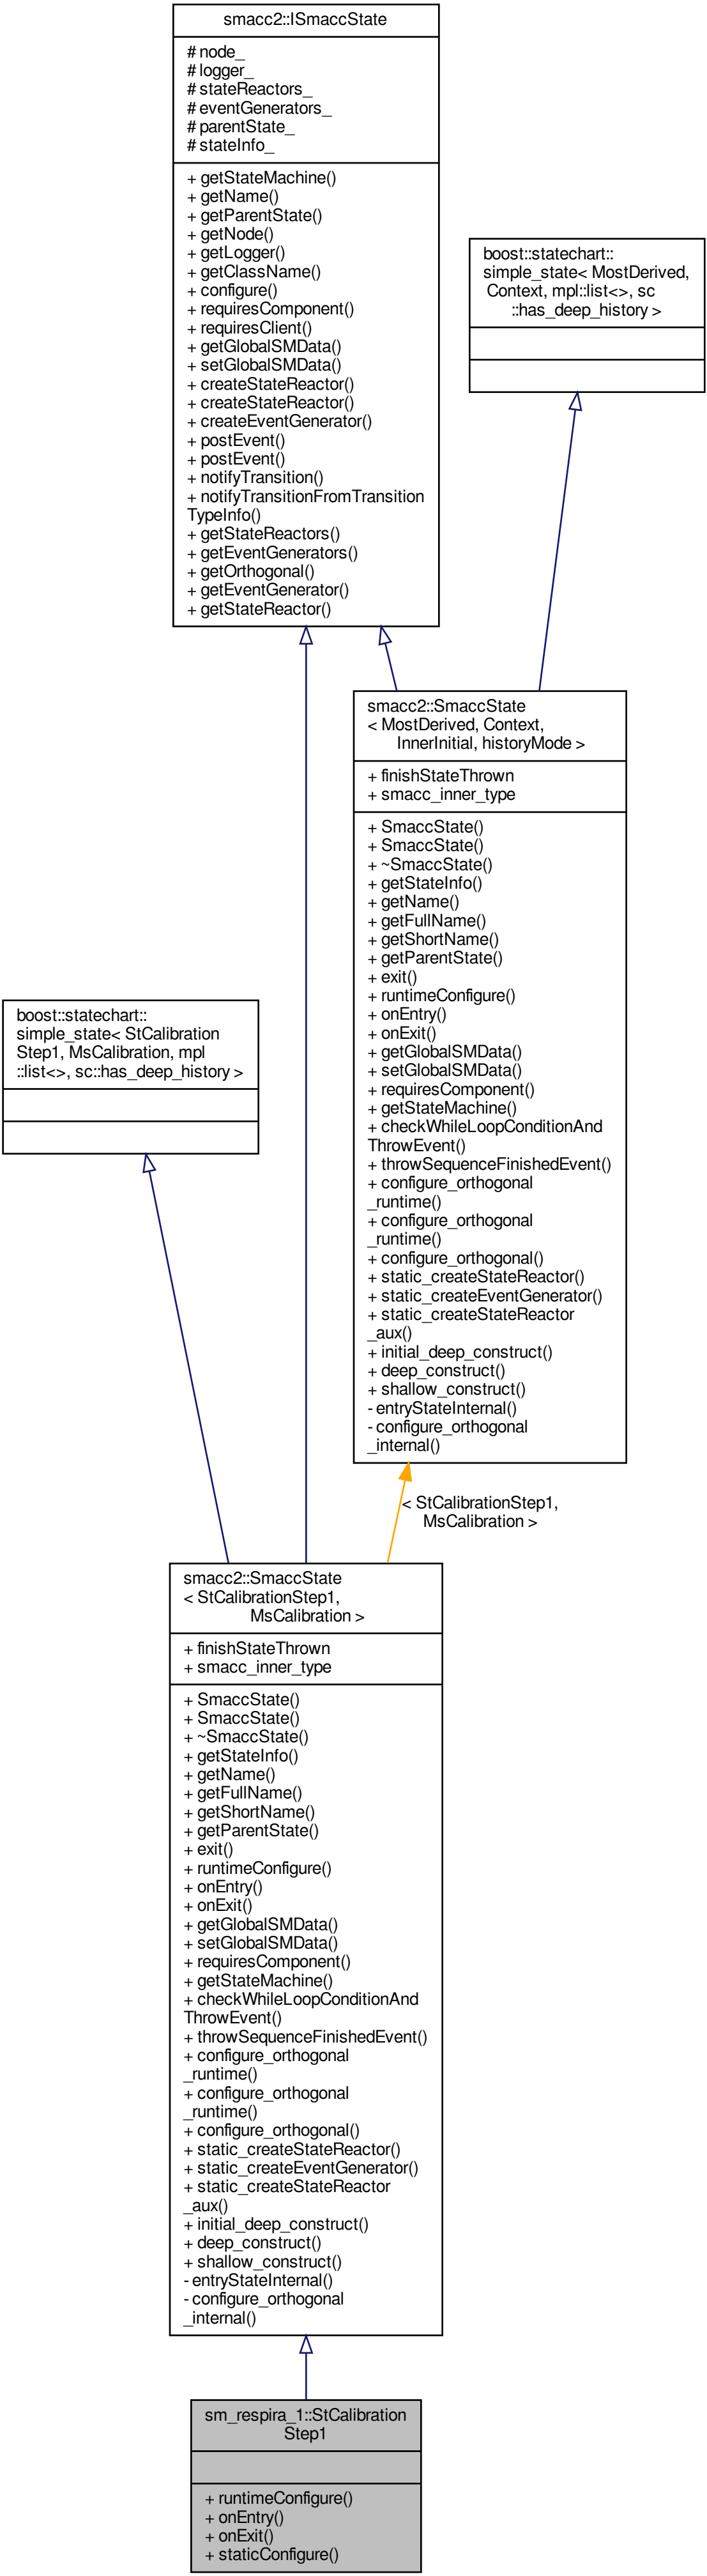 smacc2::ISmaccState
# node_
# logger_
# stateReactors_
# eventGenerators_
# parentState_
# stateInfo_
+ getStateMachine()
+ getName()
+ getParentState()
+ getNode()
+ getLogger()
+ getClassName()
+ configure()
+ requiresComponent()
+ requiresClient()
+ getGlobalSMData()
+ setGlobalSMData()
+ createStateReactor()
+ createStateReactor()
+ createEventGenerator()
+ postEvent()
+ postEvent()
+ notifyTransition()
+ notifyTransitionFromTransition
TypeInfo()
+ getStateReactors()
+ getEventGenerators()
+ getOrthogonal()
+ getEventGenerator()
+ getStateReactor()
boost::statechart::
simple_state< MostDerived,
Context, mpl::list<>, sc
::has_deep_history >
smacc2::SmaccState
< MostDerived, Context,
InnerInitial, historyMode >
+ finishStateThrown
+ smacc_inner_type
+ SmaccState()
+ SmaccState()
+ ~SmaccState()
+ getStateInfo()
+ getName()
+ getFullName()
+ getShortName()
+ getParentState()
+ exit()
+ runtimeConfigure()
+ onEntry()
+ onExit()
+ getGlobalSMData()
+ setGlobalSMData()
+ requiresComponent()
+ getStateMachine()
+ checkWhileLoopConditionAnd
ThrowEvent()
+ throwSequenceFinishedEvent()
+ configure_orthogonal
_runtime()
+ configure_orthogonal
_runtime()
+ configure_orthogonal()
+ static_createStateReactor()
+ static_createEventGenerator()
+ static_createStateReactor
_aux()
+ initial_deep_construct()
+ deep_construct()
+ shallow_construct()
- entryStateInternal()
- configure_orthogonal
_internal()
boost::statechart::
simple_state< StCalibration
Step1, MsCalibration, mpl
::list<>, sc::has_deep_history >
< StCalibrationStep1,
MsCalibration >
smacc2::SmaccState
< StCalibrationStep1,
MsCalibration >
+ finishStateThrown
+ smacc_inner_type
+ SmaccState()
+ SmaccState()
+ ~SmaccState()
+ getStateInfo()
+ getName()
+ getFullName()
+ getShortName()
+ getParentState()
+ exit()
+ runtimeConfigure()
+ onEntry()
+ onExit()
+ getGlobalSMData()
+ setGlobalSMData()
+ requiresComponent()
+ getStateMachine()
+ checkWhileLoopConditionAnd
ThrowEvent()
+ throwSequenceFinishedEvent()
+ configure_orthogonal
_runtime()
+ configure_orthogonal
_runtime()
+ configure_orthogonal()
+ static_createStateReactor()
+ static_createEventGenerator()
+ static_createStateReactor
_aux()
+ initial_deep_construct()
+ deep_construct()
+ shallow_construct()
- entryStateInternal()
- configure_orthogonal
_internal()
sm_respira_1::StCalibration
Step1
+ runtimeConfigure()
+ onEntry()
+ onExit()
+ staticConfigure()